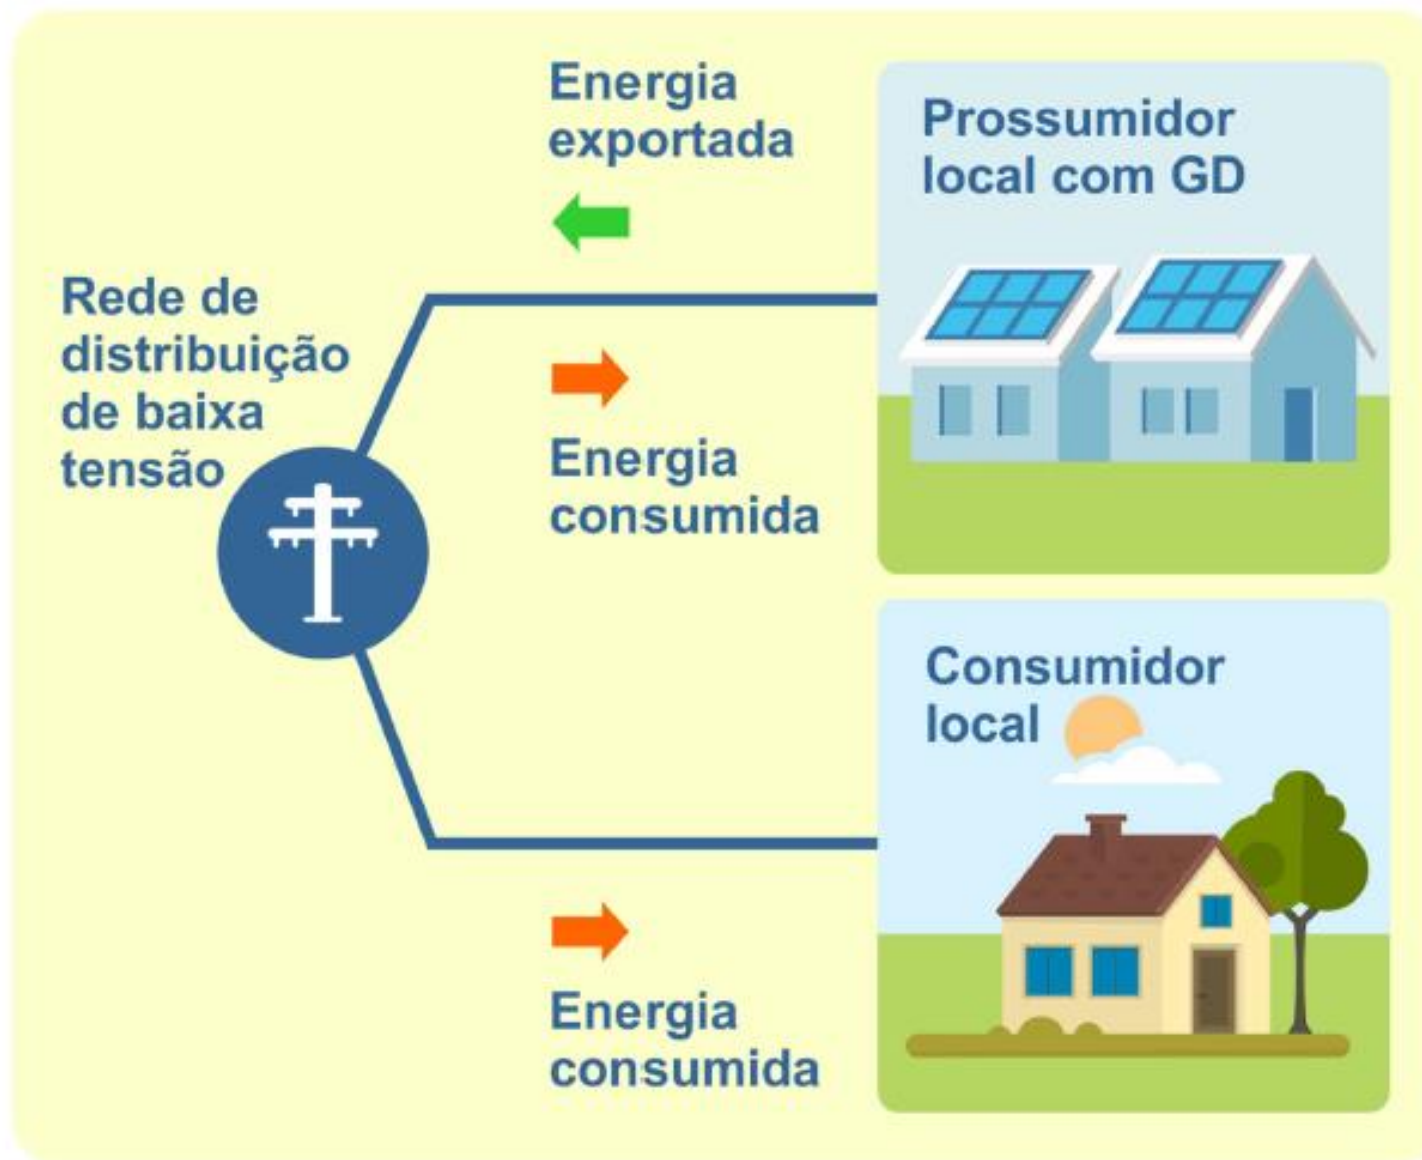 Energia
exportada
Prossumidor
local com GD
Rede de
distribuição
de baixa
tensão
Energia
consumida
Consumidor
local
Energia
consumida